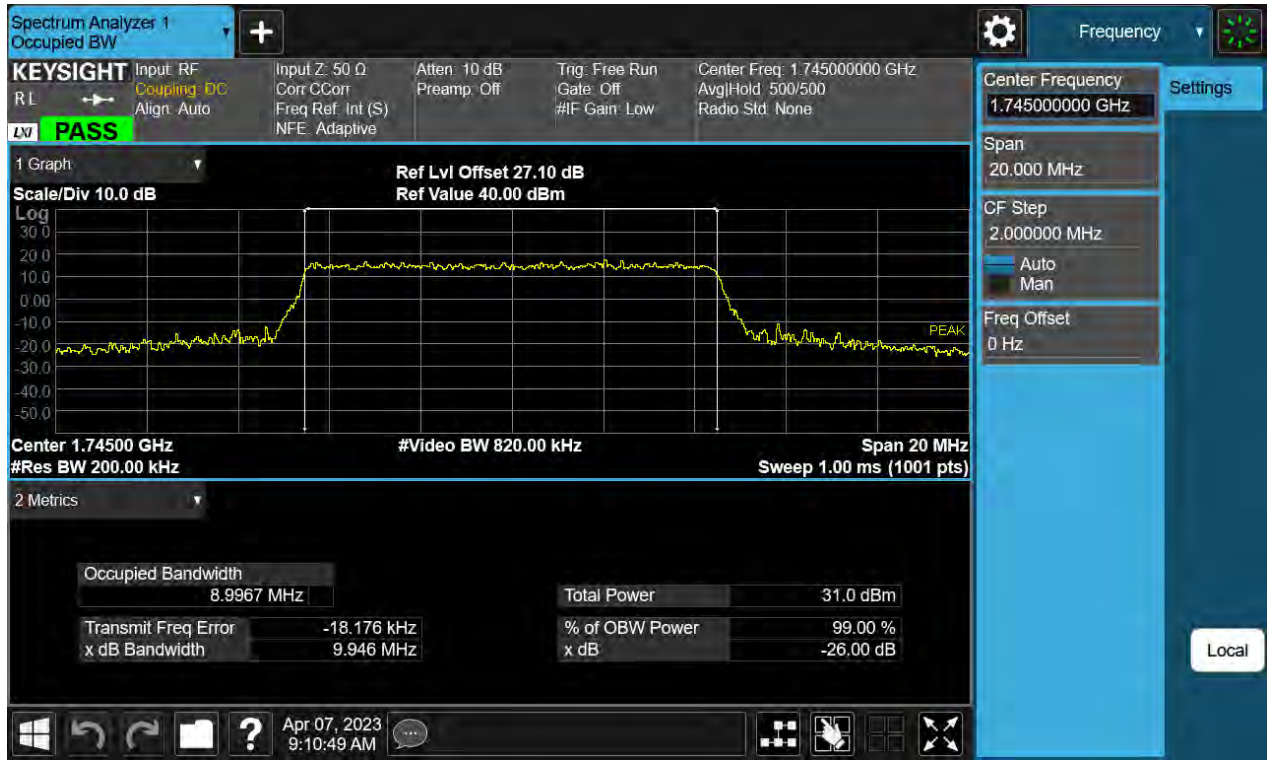 Spectrum Analyzer 1
Occupied BW
+
Frequency
KEYSIGHT
RL
LXI
PASS
Input: RF
Coupling: DC
Align: Auto
Input Z: 50 Ω
Corr CCorr
Freq Ref: Int (S)
NFE: Adaptive
Atten: 10 dB
Preamp: Off
Trig: Free Run
Gate: Off
#IF Gain: Low
Center Freq: 1.745000000 GHz
Avg|Hold: 500/500
Radio Std: None
1 Graph
Scale/Div 10.0 dB
Ref Lvl Offset 27.10 dB
Ref Value 40.00 dBm
Log
30.0
20.0
10.0
0.00
-10.0
-20.0
-30.0
-40.0
-50.0
PEAK
Center 1.74500 GHz
#Video BW 820.00 kHz
Span 20 MHz
#Res BW 200.00 kHz
Sweep 1.00 ms (1001 pts)
2 Metrics
Occupied Bandwidth
8.9967 MHz
Transmit Freq Error -18.176 kHz
x dB Bandwidth 9.946 MHz
Total Power 31.0 dBm
% of OBW Power 99.00 %
x dB -26.00 dB
Center Frequency
1.745000000 GHz
Span
20.000 MHz
CF Step
2.000000 MHz
Auto
Man
Freq Offset
0 Hz
Settings
Local
?
Apr 07, 2023
9:10:49 AM